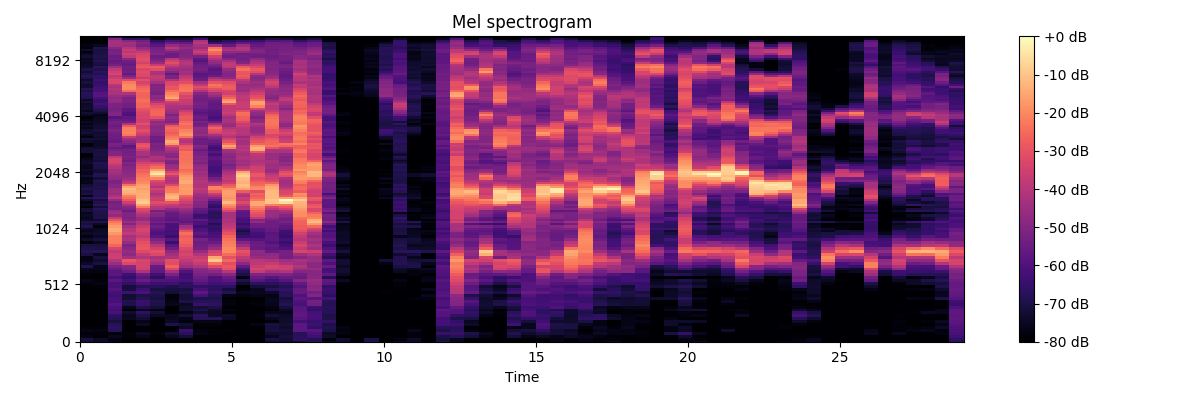 Mel spectrogram
8192
4096
2048
1024
512
0
Hz
0 5 10 15 20 25
Time
+0 dB
-10 dB
-20 dB
-30 dB
-40 dB
-50 dB
-60 dB
-70 dB
-80 dB